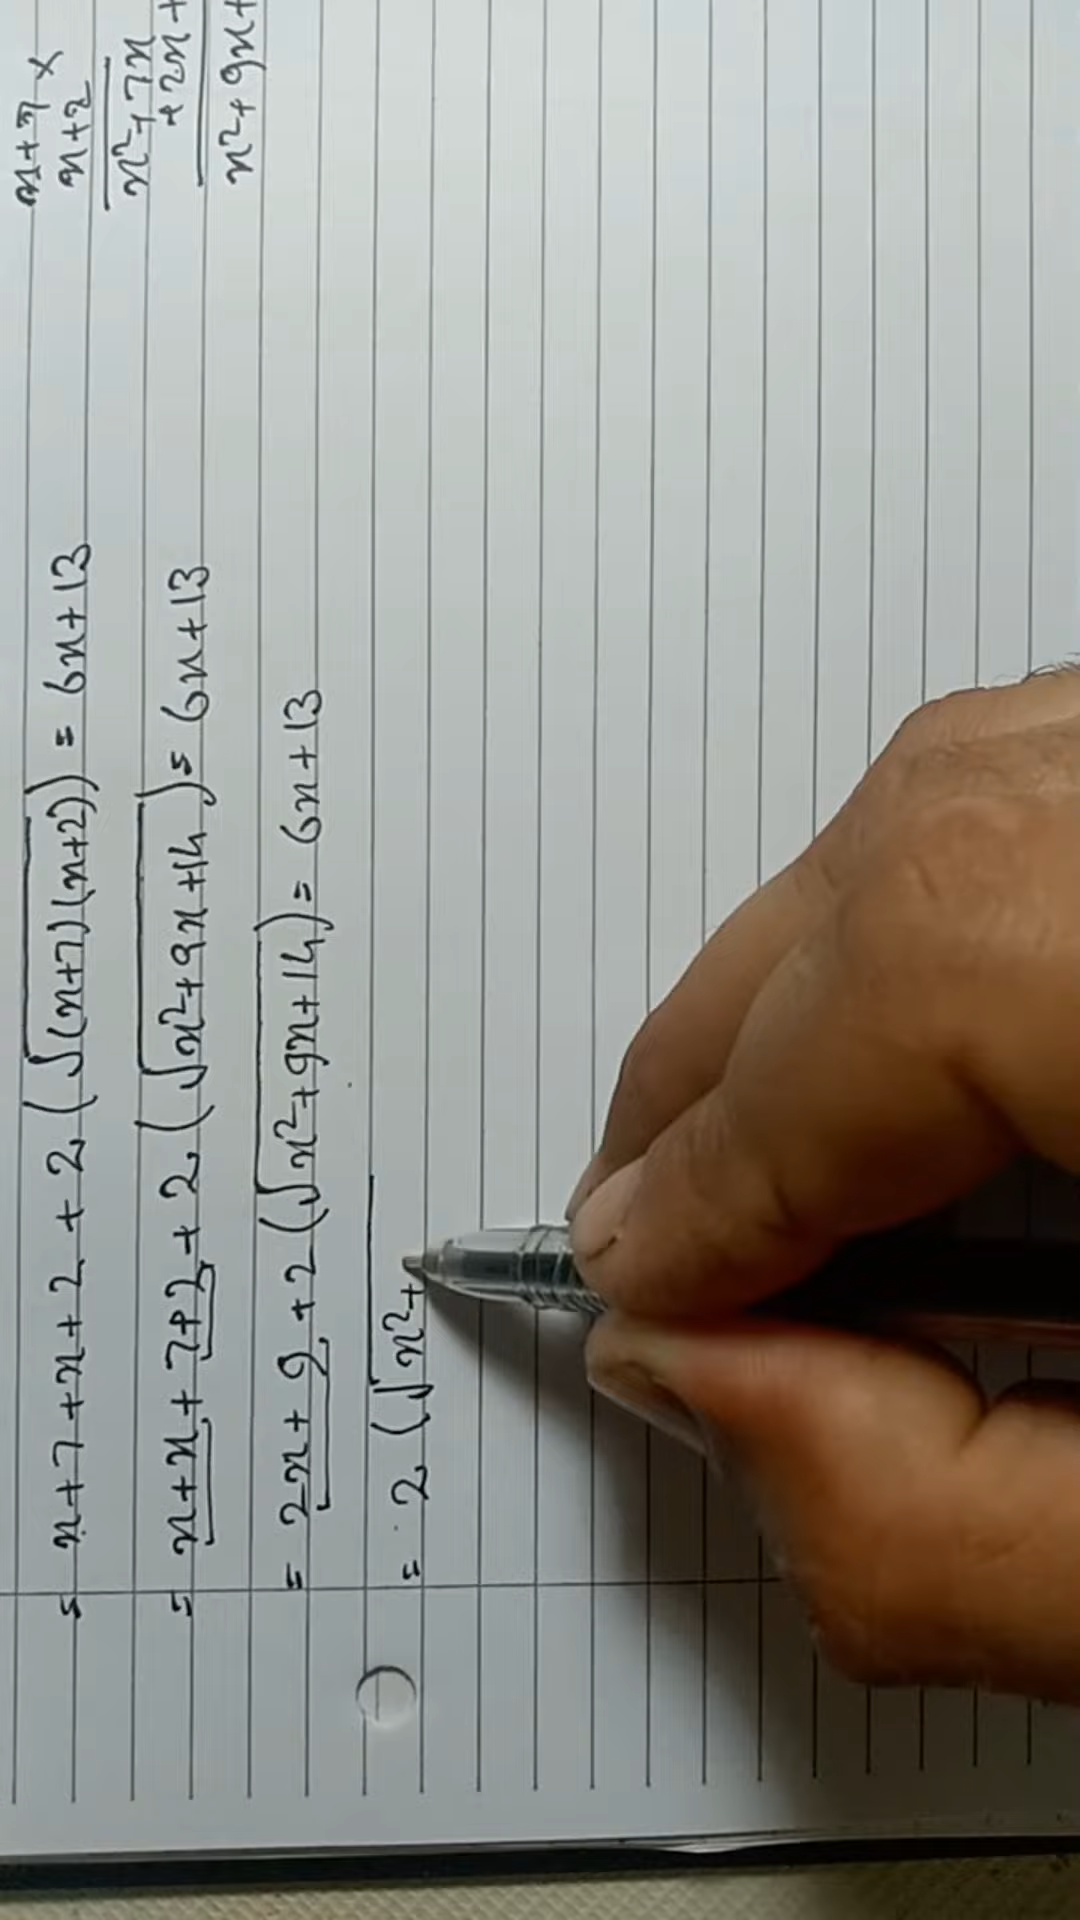 = x+7+x+2+2(√(x+7)(x+2)) = 6x+13
= x+x+7+2+2(√x²+9x+14) = 6x+13
= 2x+9+2(√x²+9x+14) = 6x+13
= 2(√x²+
x+7 ×
x+2
x²+7x
+2x+
x²+9x+